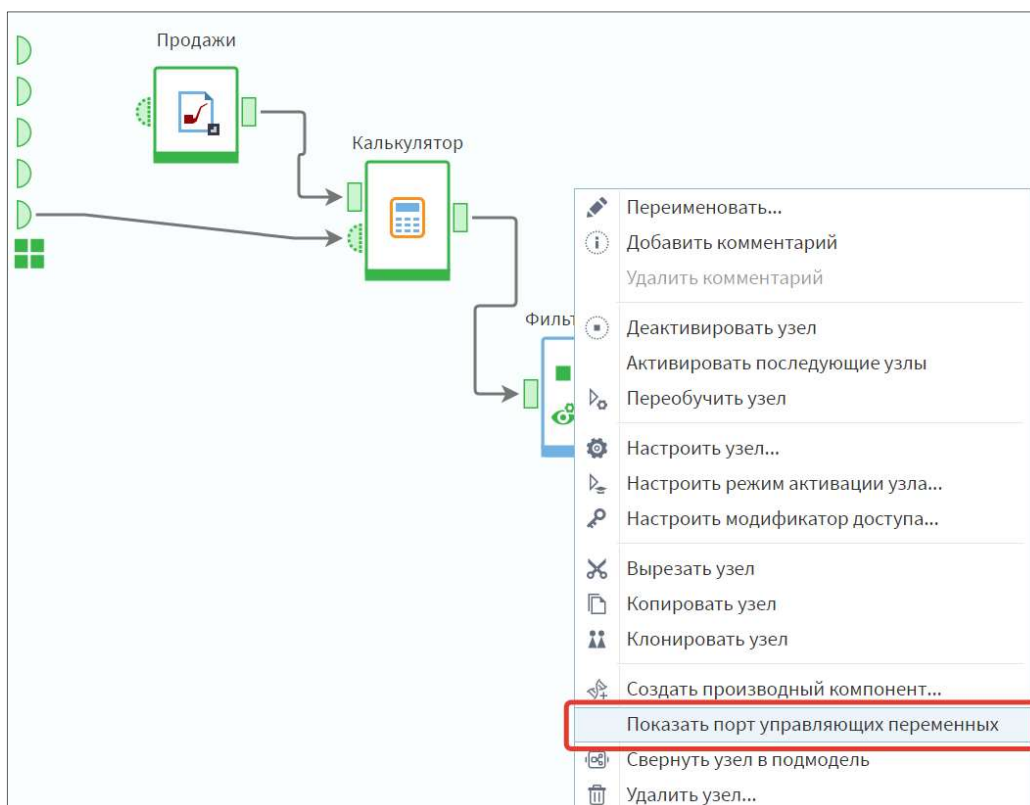 Продажи
Калькулятор
Фильт
Переименовать...
Добавить комментарий
Удалить комментарий
Деактивировать узел
Активировать последующие узлы
Переобучить узел
Настроить узел...
Настроить режим активации узла...
Настроить модификатор доступа...
Вырезать узел
Копировать узел
Клонировать узел
Создать производный компонент...
Показать порт управляющих переменных
Свернуть узел в подмодель
Удалить узел...